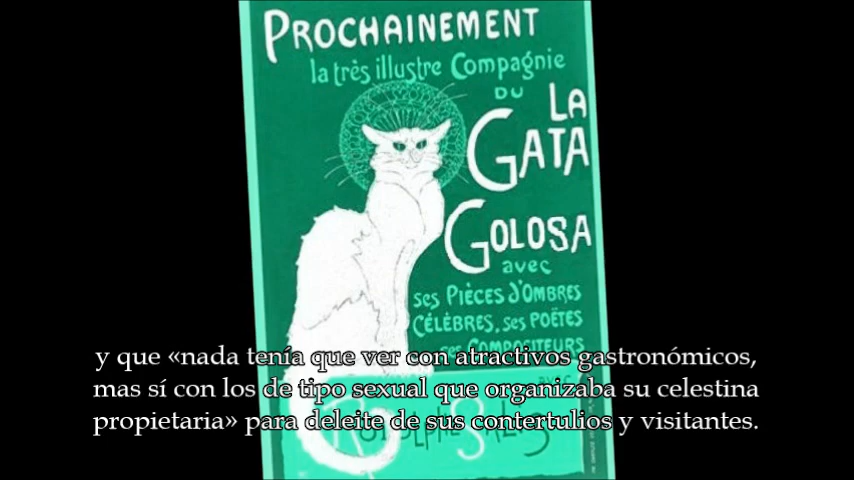 PROCHAINEMENT
la très illustre Compagnie
DU
LA
GATA
GOLOSA
avec
ses PIÈCES d'OMBRES
CÉLÈBRES, ses POÈTES
ses COMPOSITEURS
y que «nada tenía que ver con atractivos gastronómicos,
mas sí con los de tipo sexual que organizaba su celestina
propietaria» para deleite de sus contertulios y visitantes.